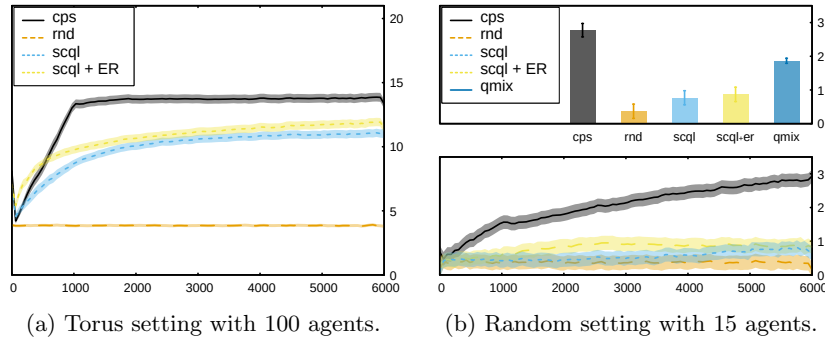 cps
rnd
scql
scql + ER
20
15
10
5
0
0 1000 2000 3000 4000 5000 6000
(a) Torus setting with 100 agents.
cps
rnd
scql
scql + ER
qmix
3
2
1
0
cps rnd scql scql+er qmix
3
2
1
0
0 1000 2000 3000 4000 5000 6000
(b) Random setting with 15 agents.